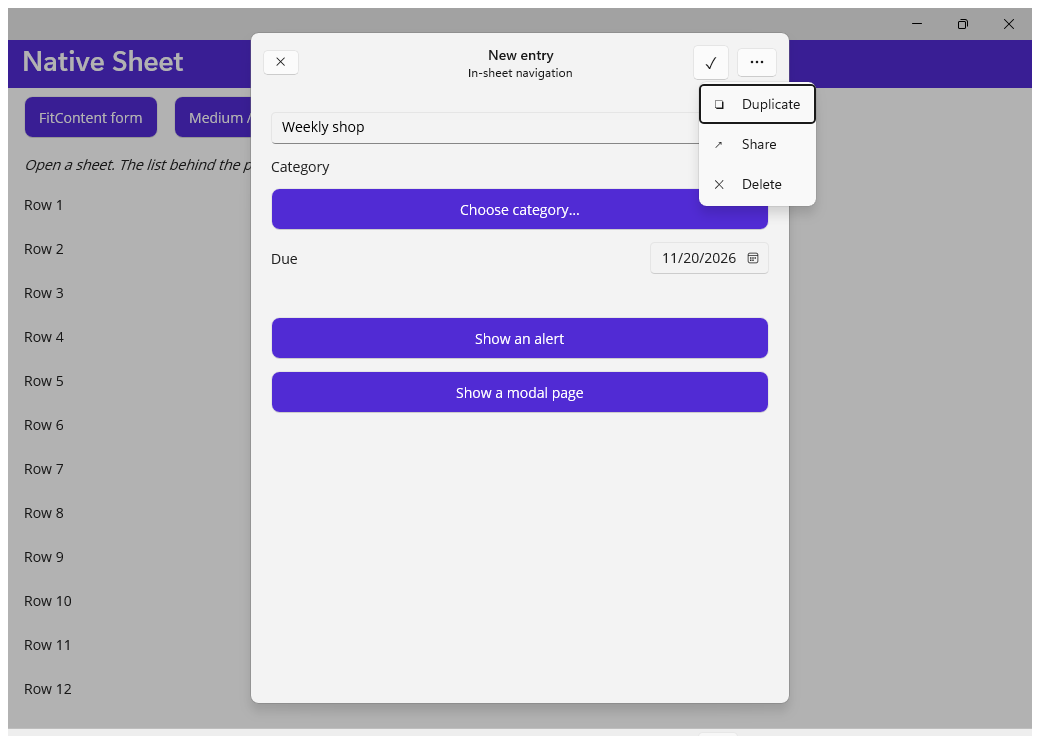 Native Sheet
New entry
In-sheet navigation
FitContent form
Medium /
Open a sheet. The list behind the p
Duplicate
Share
Delete
Weekly shop
Category
Choose category...
Due
11/20/2026
Show an alert
Show a modal page
Row 1
Row 2
Row 3
Row 4
Row 5
Row 6
Row 7
Row 8
Row 9
Row 10
Row 11
Row 12